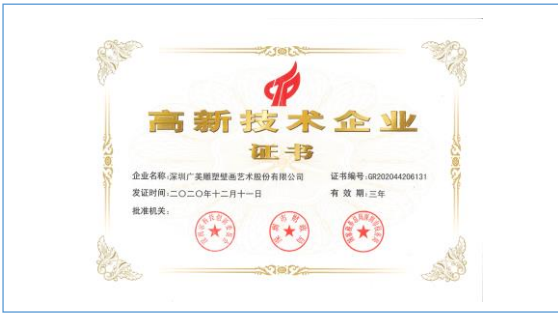 高新技术企业
证书
企业名称:深圳广美雕塑壁画艺术股份有限公司 证书编号:GR202044206131
发证时间:二〇二〇年十二月十一日 有 效 期:三年
批准机关: